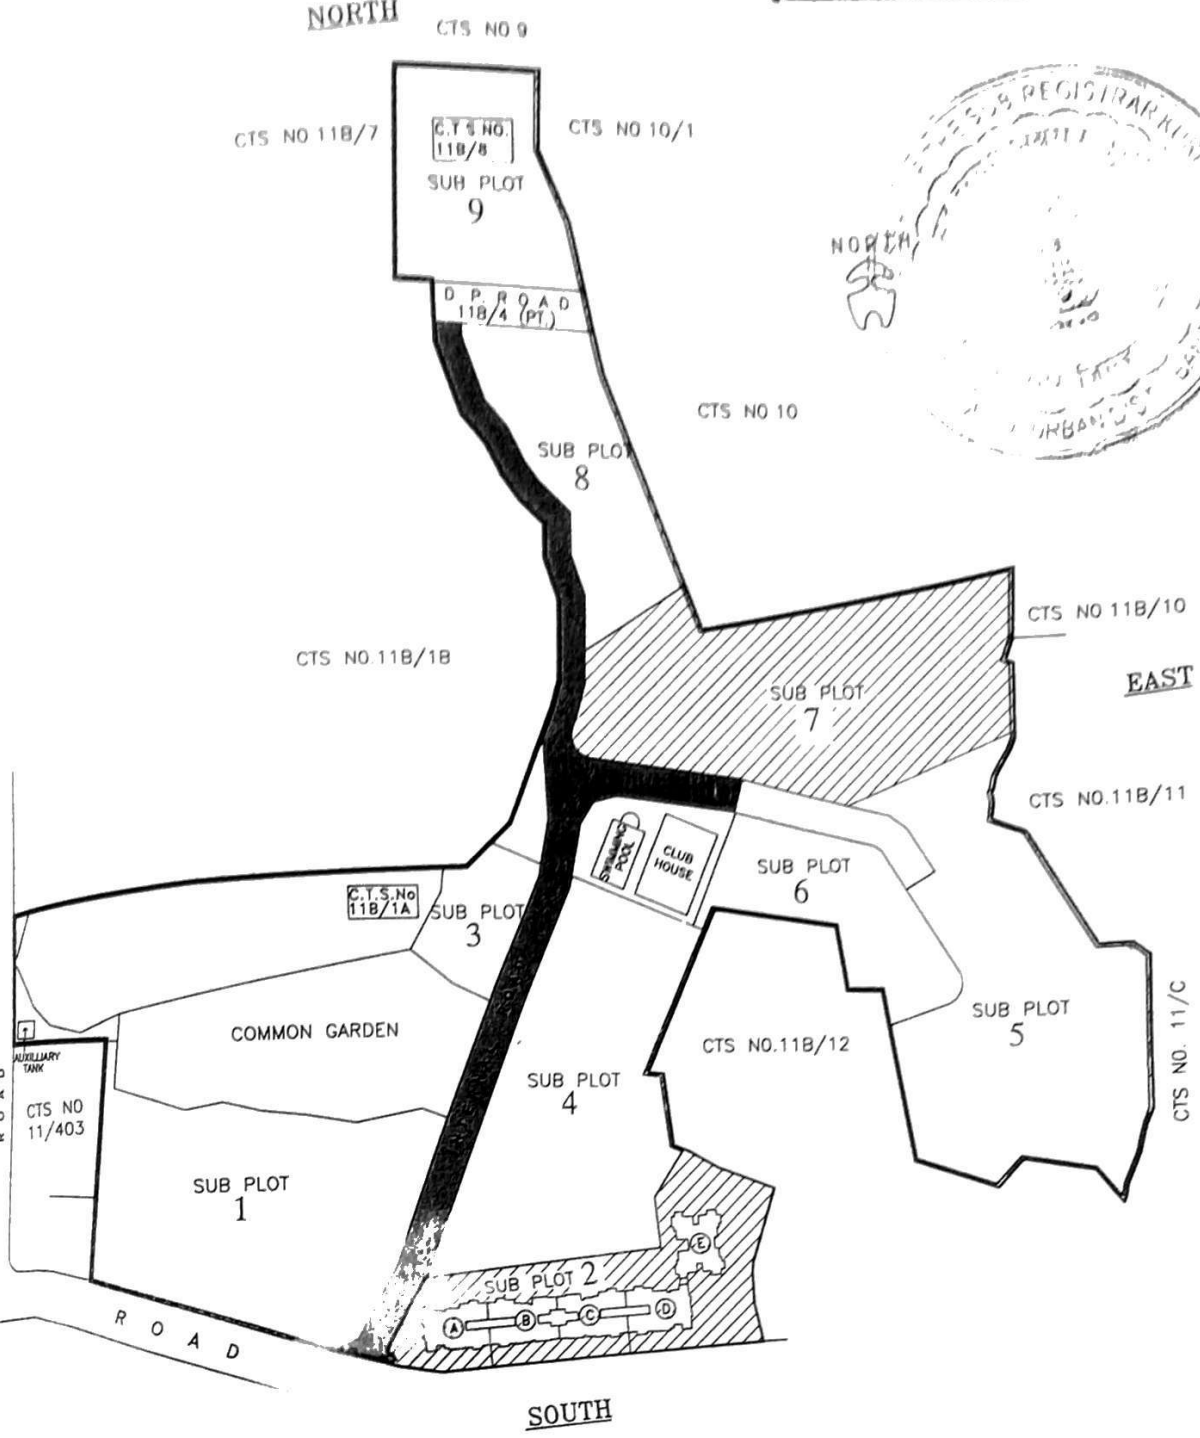 NORTH
CTS NO 9
CTS NO 11B/7
C.T.S NO.
11B/8
CTS NO 10/1
SUB PLOT
9
SUB REGISTRAR
NORTH
D P. ROAD
11B/4 (PT.)
CTS NO 10
SUB PLOT
8
CTS NO 11B/10
CTS NO.11B/1B
EAST
SUB PLOT
7
CTS NO.11B/11
SWIMMING
POOL
CLUB
HOUSE
SUB PLOT
6
C.T.S.No
11B/1A
SUB PLOT
3
COMMON GARDEN
SUB PLOT
5
CTS NO. 11/C
CTS NO.11B/12
AUXILLIARY
TANK
ROAD
CTS NO
11/403
SUB PLOT
4
SUB PLOT
1
E
SUB PLOT 2
A B C D
ROAD
SOUTH